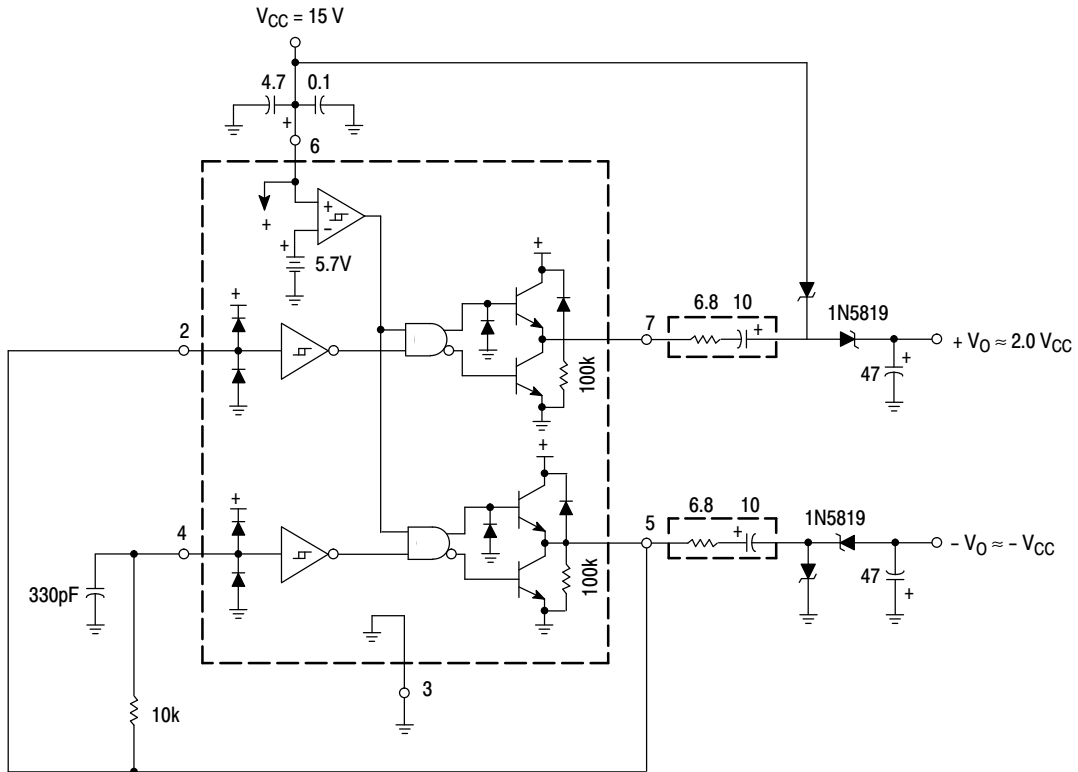 VCC = 15 V
4.7
0.1
+
6
+
+
-
+
5.7V
+
+
2
6.8
10
7
+
1N5819
+ VO ≈ 2.0 VCC
+
47
100k
+
+
4
6.8
10
5
+
1N5819
- VO ≈ - VCC
47
+
100k
330pF
3
10k